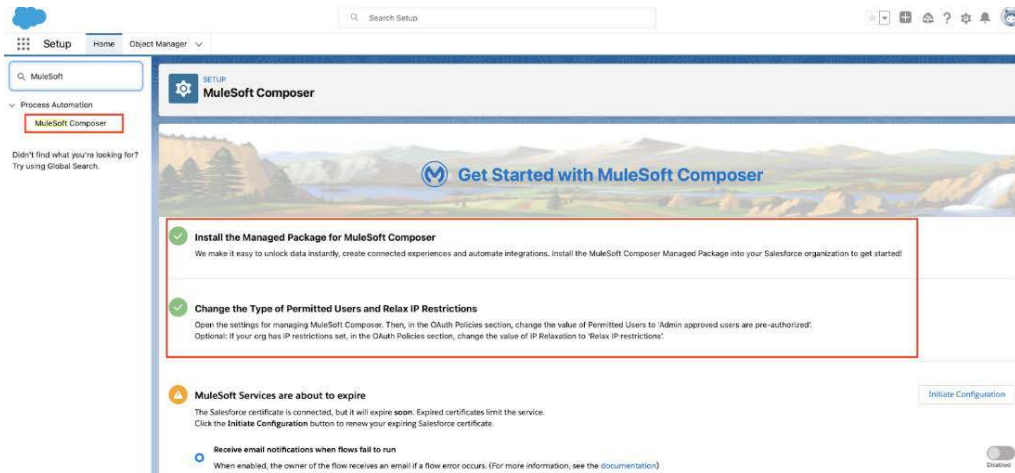 Search Setup
Setup
Home
Object Manager
MuleSoft
Process Automation
MuleSoft Composer
Didn't find what you're looking for?
Try using Global Search.
SETUP
MuleSoft Composer
Get Started with MuleSoft Composer
Install the Managed Package for MuleSoft Composer
We make it easy to unlock data instantly, create connected experiences and automate integrations. Install the MuleSoft Composer Managed Package into your Salesforce organization to get started!
Change the Type of Permitted Users and Relax IP Restrictions
Open the settings for managing MuleSoft Composer. Then, in the OAuth Policies section, change the value of Permitted Users to 'Admin approved users are pre-authorized'.
Optional: If your org has IP restrictions set, in the OAuth Policies section, change the value of IP Relaxation to 'Relax IP restrictions'.
MuleSoft Services are about to expire
Initiate Configuration
The Salesforce certificate is connected, but it will expire soon. Expired certificates limit the service.
Click the Initiate Configuration button to renew your expiring Salesforce certificate.
Receive email notifications when flows fail to run
When enabled, the owner of the flow receives an email if a flow error occurs. (For more information, see the documentation)
Disabled